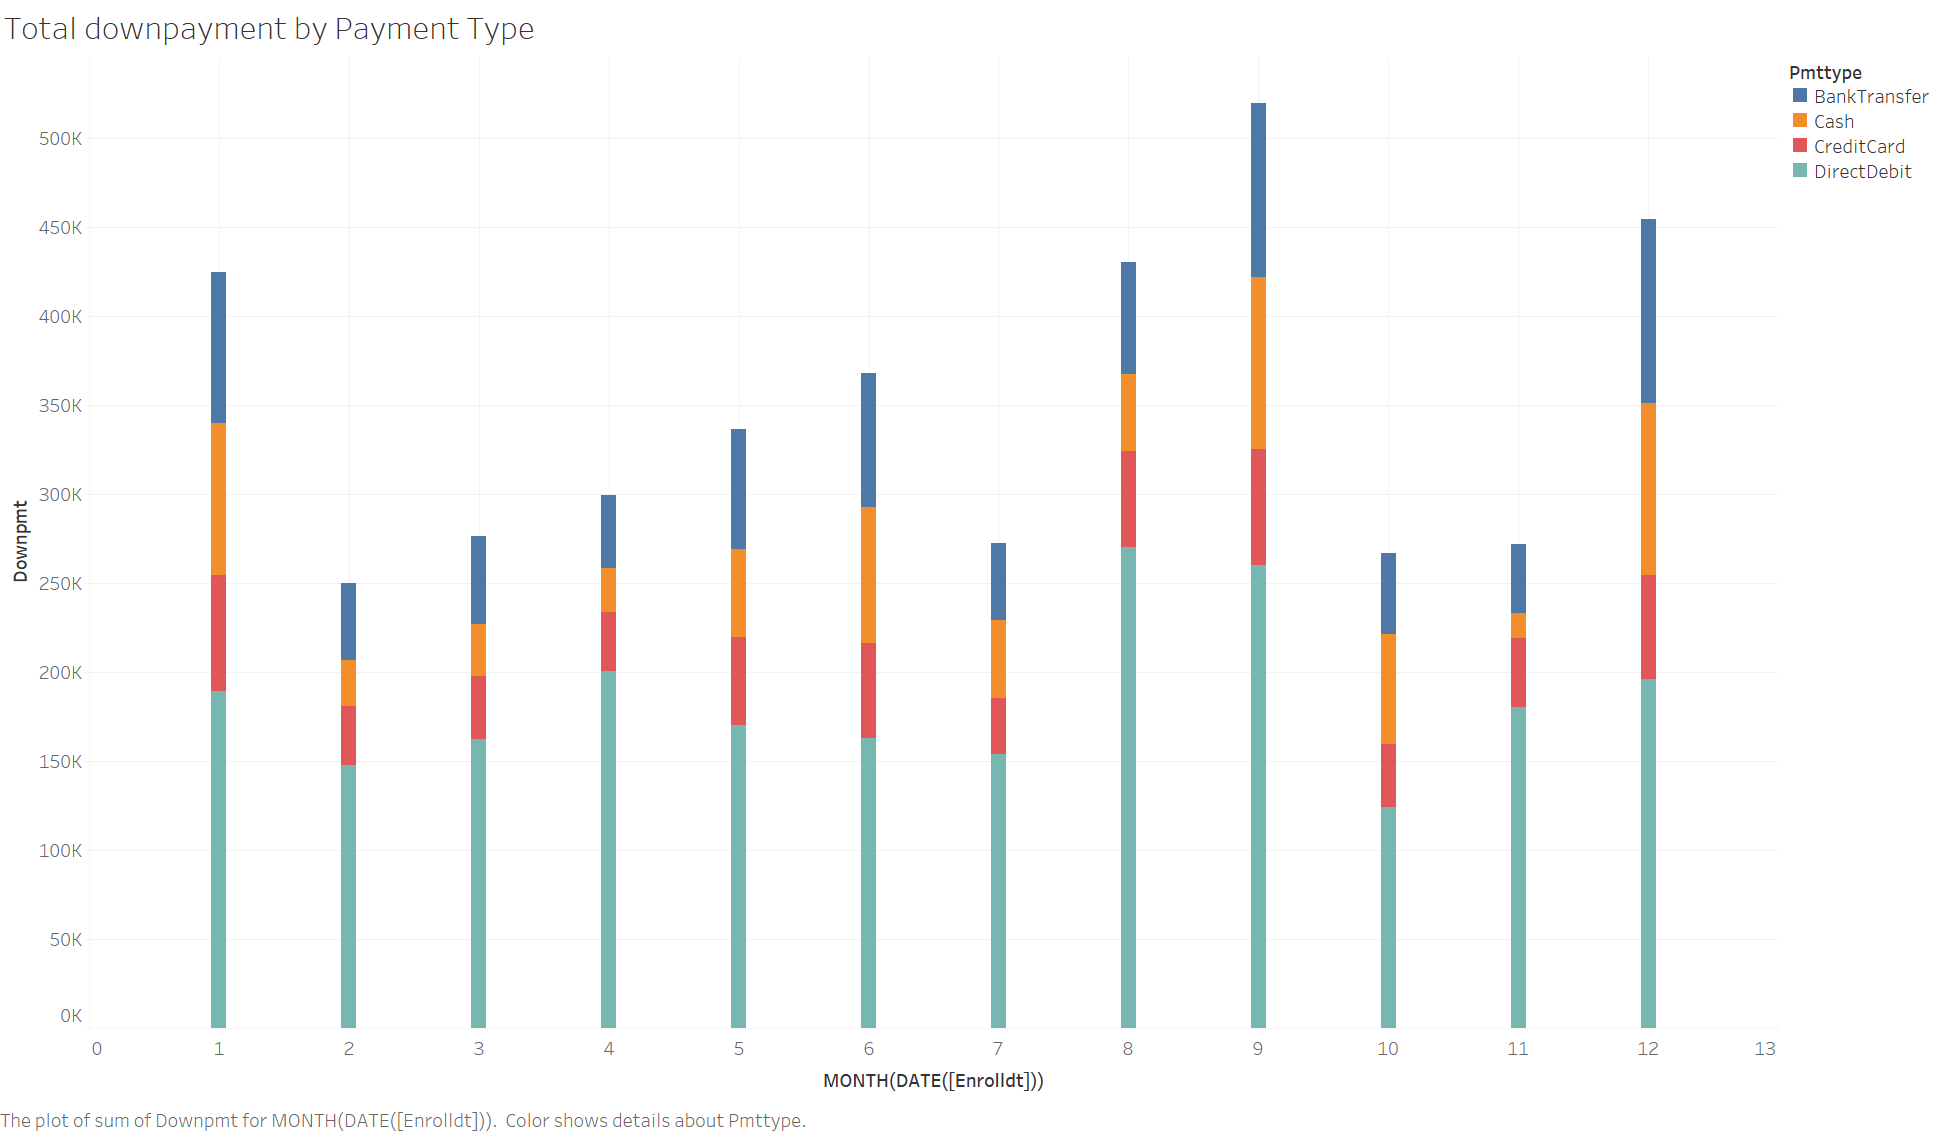 Total downpayment by Payment Type
Pmttype
BankTransfer
Cash
CreditCard
DirectDebit
500K
450K
400K
350K
300K
250K
200K
150K
100K
50K
0K
Downpmt
0 1 2 3 4 5 6 7 8 9 10 11 12 13
MONTH(DATE([Enrolldt]))
The plot of sum of Downpmt for MONTH(DATE([Enrolldt])).  Color shows details about Pmttype.